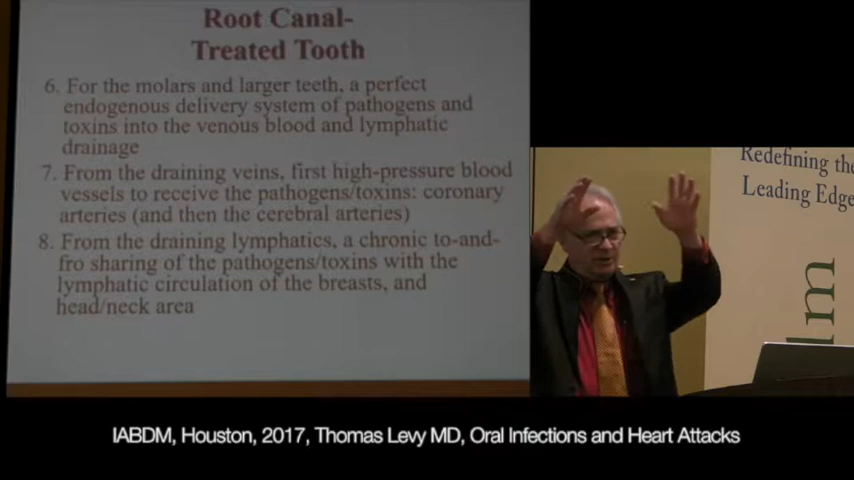 Root Canal-
Treated Tooth
6. For the molars and larger teeth, a perfect
endogenous delivery system of pathogens and
toxins into the venous blood and lymphatic
drainage
7. From the draining veins, first high-pressure blood
vessels to receive the pathogens/toxins: coronary
arteries (and then the cerebral arteries)
8. From the draining lymphatics, a chronic to-and-
fro sharing of the pathogens/toxins with the
lymphatic circulation of the breasts, and
head/neck area
Redefining the
Leading Edge
lm
IABDM, Houston, 2017, Thomas Levy MD, Oral Infections and Heart Attacks